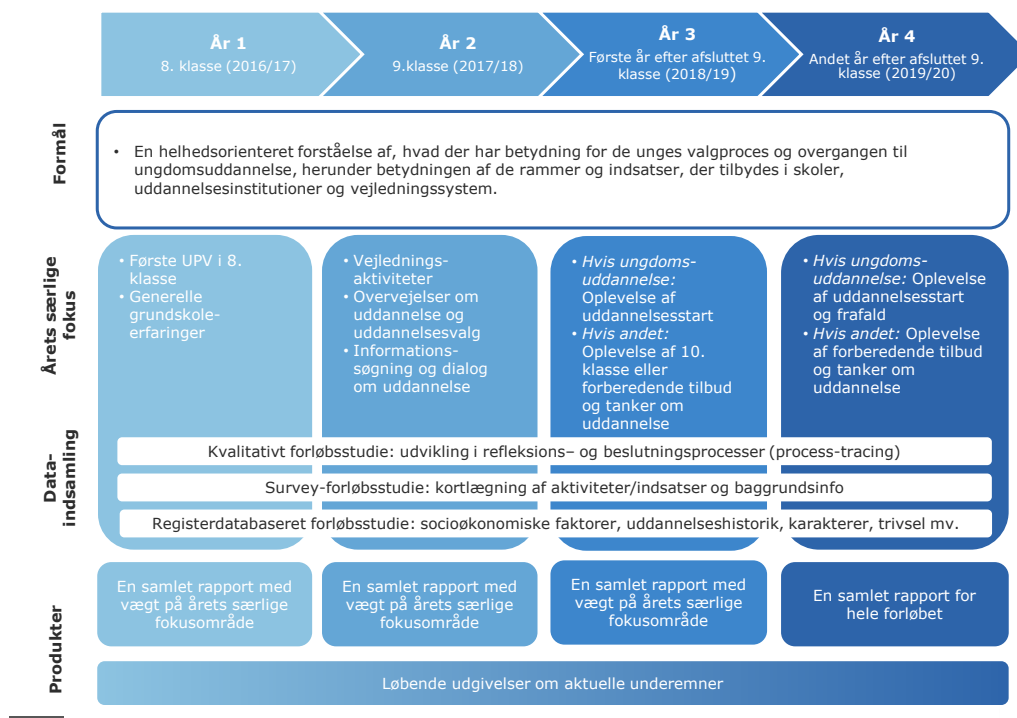 År 1
8. klasse (2016/17)
År 2
9.klasse (2017/18)
År 3
Første år efter afsluttet 9.
klasse (2018/19)
År 4
Andet år efter afsluttet 9.
klasse (2019/20)
Formål
• En helhedsorienteret forståelse af, hvad der har betydning for de unges valgproces og overgangen til
ungdomsuddannelse, herunder betydningen af de rammer og indsatser, der tilbydes i skoler,
uddannelsesinstitutioner og vejledningssystem.
Årets særlige
fokus
• Første UPV i 8.
klasse
• Generelle
grundskole-
erfaringer
• Vejlednings-
aktiviteter
• Overvejelser om
uddannelse og
uddannelsesvalg
• Informations-
søgning og dialog
om uddannelse
• Hvis ungdoms-
uddannelse:
Oplevelse af
uddannelsesstart
• Hvis andet:
Oplevelse af 10.
klasse eller
forberedende tilbud
og tanker om
uddannelse
• Hvis ungdoms-
uddannelse: Oplevelse
af uddannelsesstart
og frafald
• Hvis andet: Oplevelse
af forberedende tilbud
og tanker om
uddannelse
Data-
indsamling
Kvalitativt forløbsstudie: udvikling i refleksions– og beslutningsprocesser (process-tracing)
Survey-forløbsstudie: kortlægning af aktiviteter/indsatser og baggrundsinfo
Registerdatabaseret forløbsstudie: socioøkonomiske faktorer, uddannelseshistorik, karakterer, trivsel mv.
Produkter
En samlet rapport med
vægt på årets særlige
fokusområde
En samlet rapport med
vægt på årets særlige
fokusområde
En samlet rapport med
vægt på årets særlige
fokusområde
En samlet rapport for
hele forløbet
Løbende udgivelser om aktuelle underemner